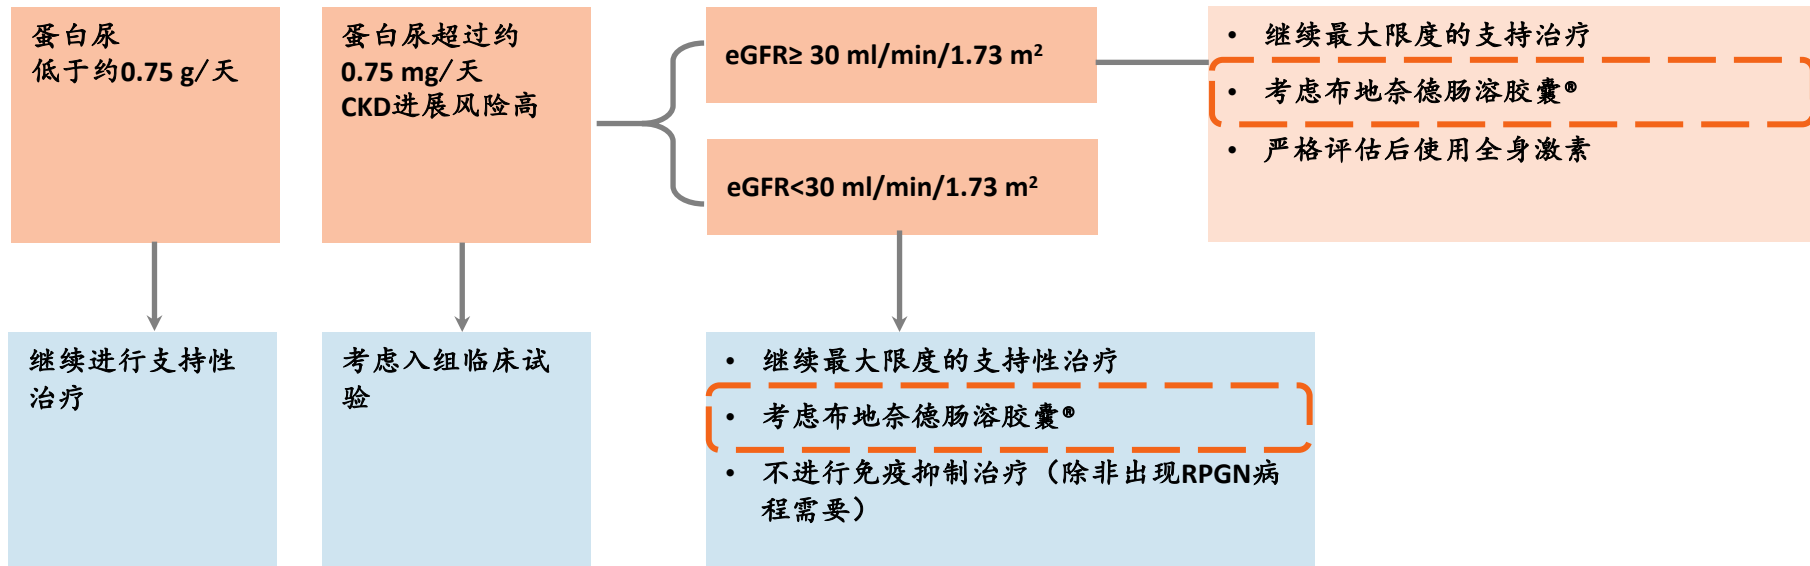 蛋白尿
低于约0.75 g/天
蛋白尿超过约
0.75 mg/天
CKD进展风险高
eGFR≥ 30 ml/min/1.73 m²
eGFR<30 ml/min/1.73 m²
• 继续最大限度的支持治疗
• 考虑布地奈德肠溶胶囊®
• 严格评估后使用全身激素
继续进行支持性
治疗
考虑入组临床试
验
• 继续最大限度的支持性治疗
• 考虑布地奈德肠溶胶囊®
• 不进行免疫抑制治疗（除非出现RPGN病
程需要）